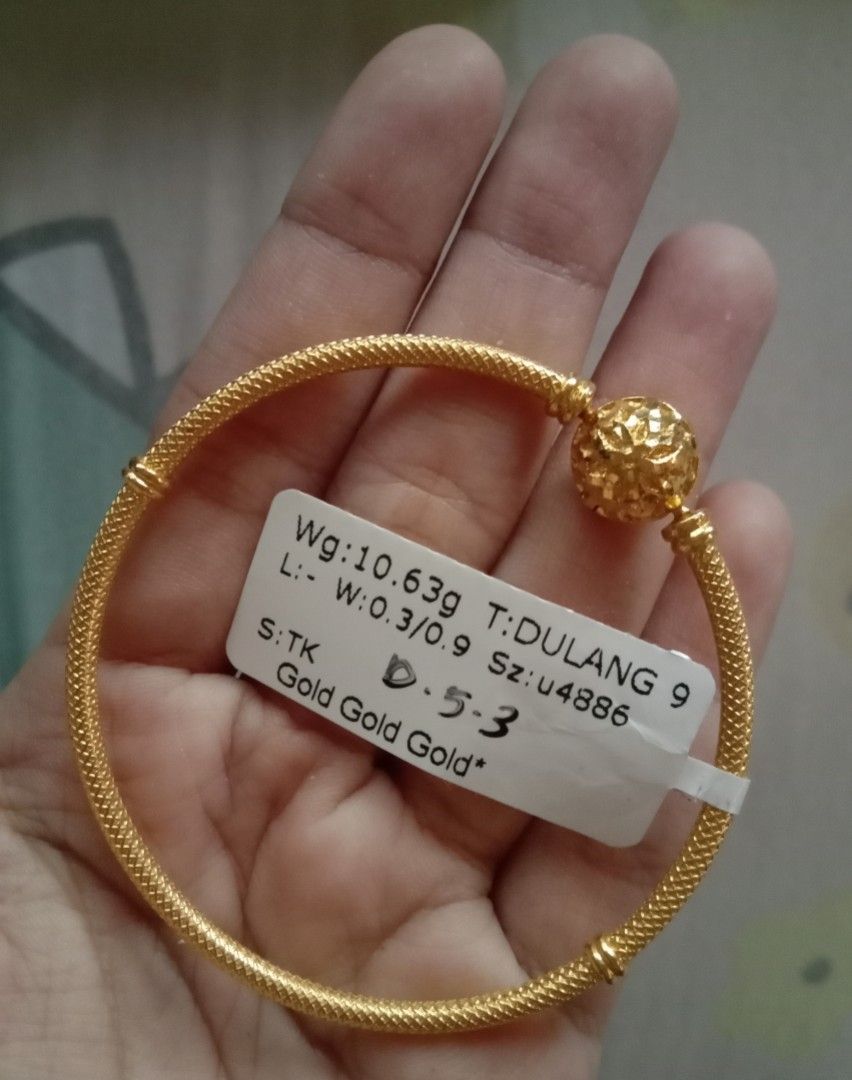 Wg:10.63g T:DULANG 9
L:- W:0.3/0.9 Sz:u4886
S:TK
D-5-3
Gold Gold Gold*